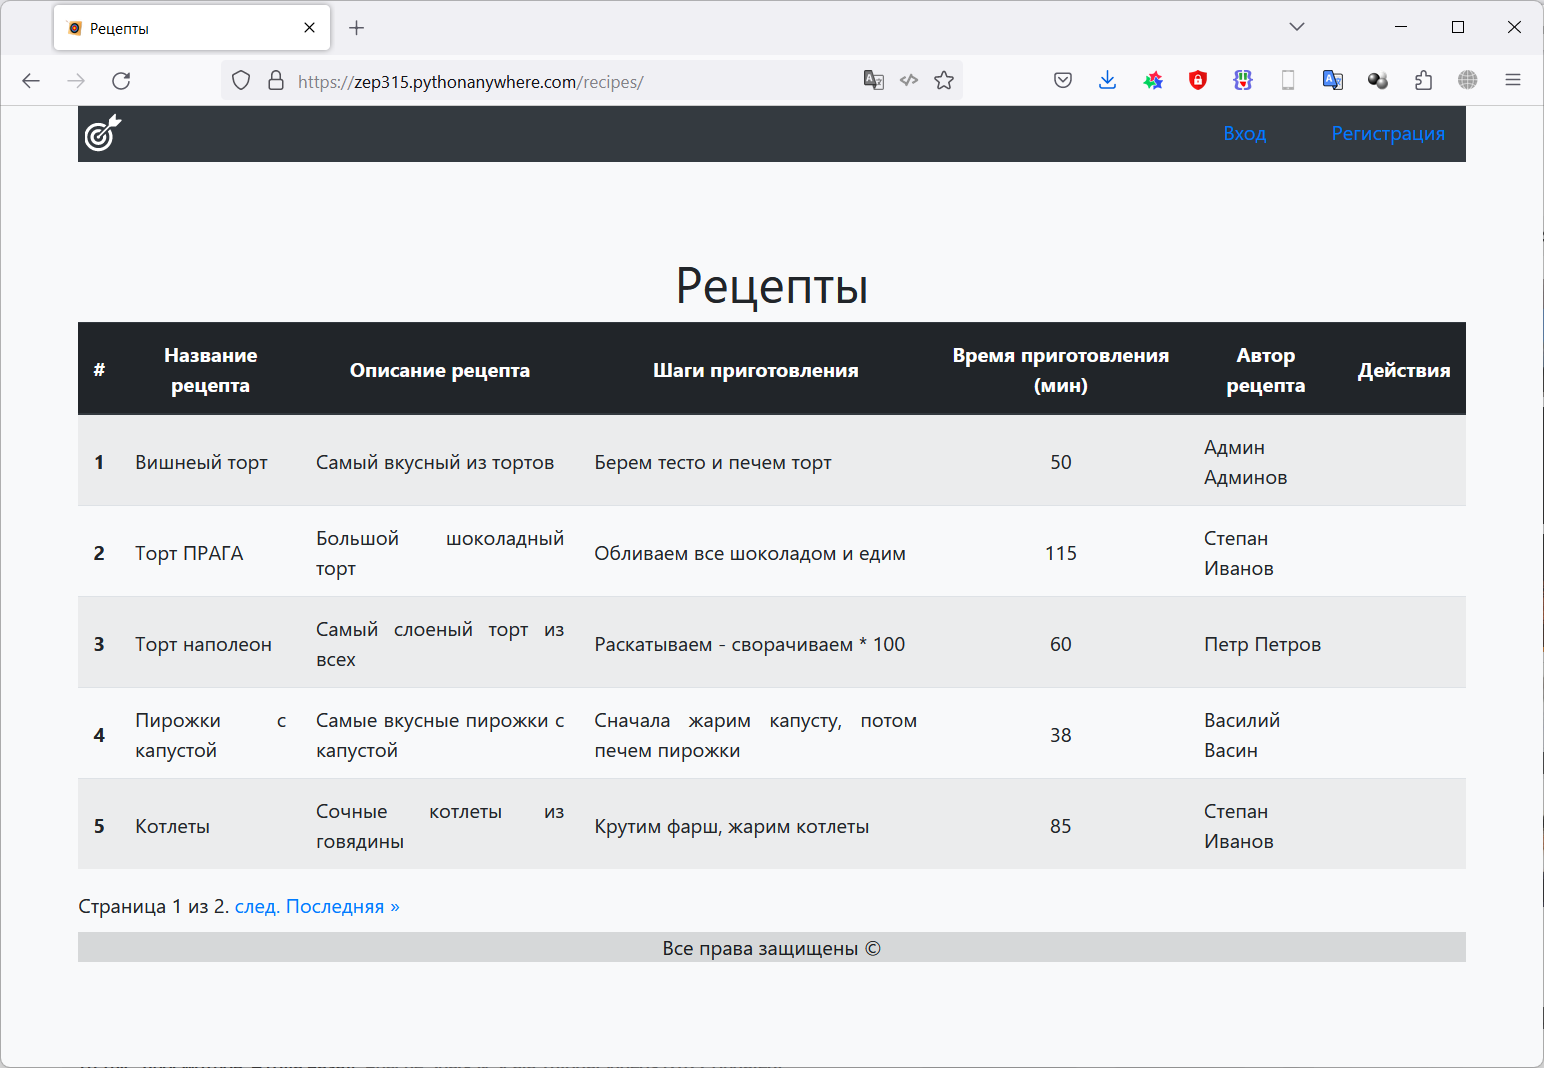 Рецепты
https://zep315.pythonanywhere.com/recipes/
Вход Регистрация
Рецепты
# Название рецепта Описание рецепта Шаги приготовления Время приготовления (мин) Автор рецепта Действия
1 Вишнеый торт Самый вкусный из тортов Берем тесто и печем торт 50 Админ Админов
2 Торт ПРАГА Большой шоколадный торт Обливаем все шоколадом и едим 115 Степан Иванов
3 Торт наполеон Самый слоеный торт из всех Раскатываем - сворачиваем * 100 60 Петр Петров
4 Пирожки с капустой Самые вкусные пирожки с капустой Сначала жарим капусту, потом печем пирожки 38 Василий Васин
5 Котлеты Сочные котлеты из говядины Крутим фарш, жарим котлеты 85 Степан Иванов
Страница 1 из 2. след. Последняя »
Все права защищены ©